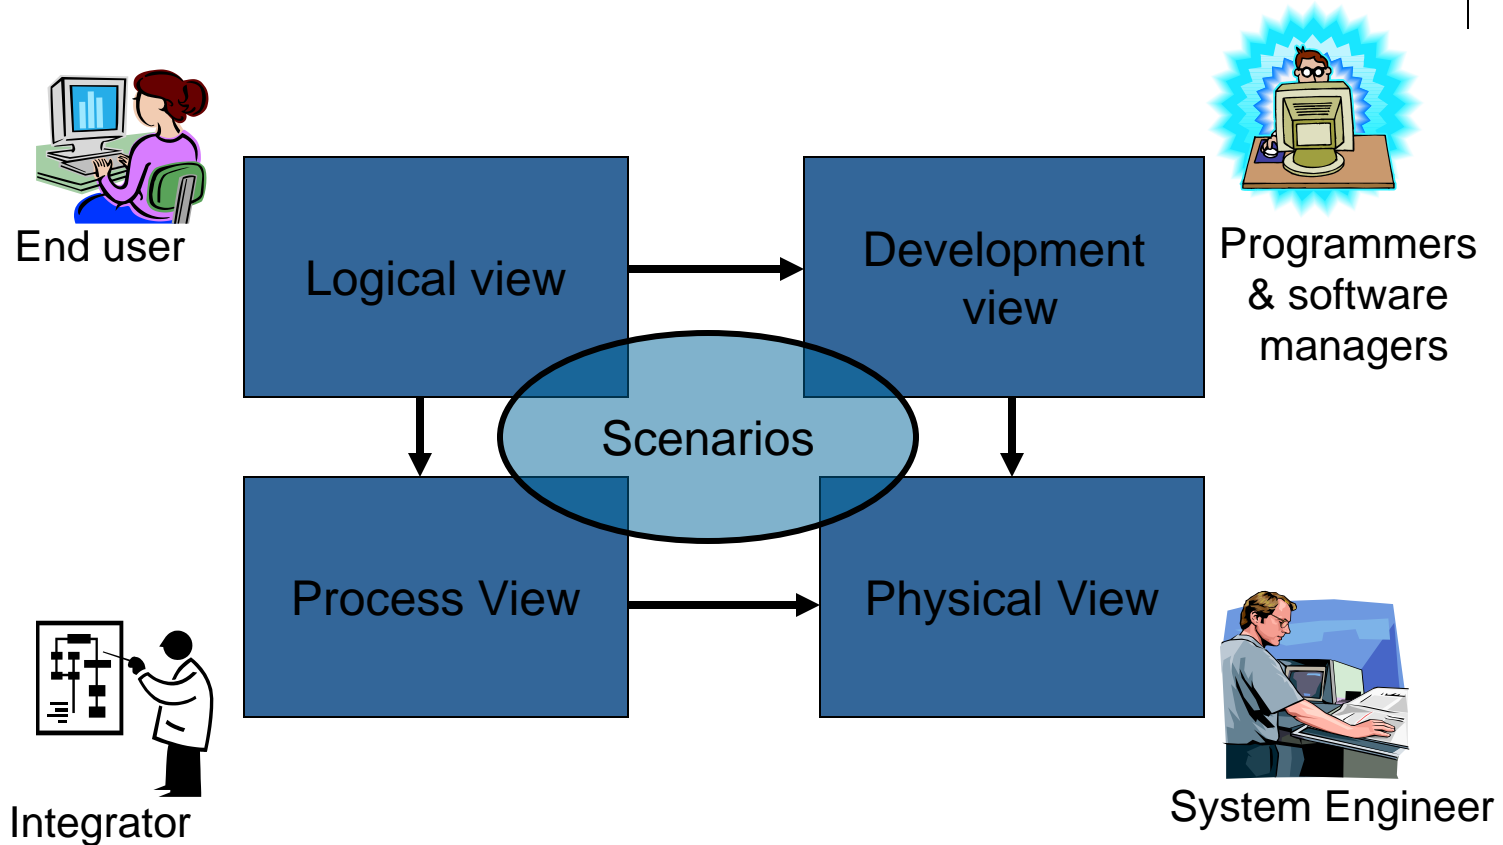 End user
Logical view
Development
view
Programmers
& software
managers
Scenarios
Process View
Physical View
Integrator
System Engineer